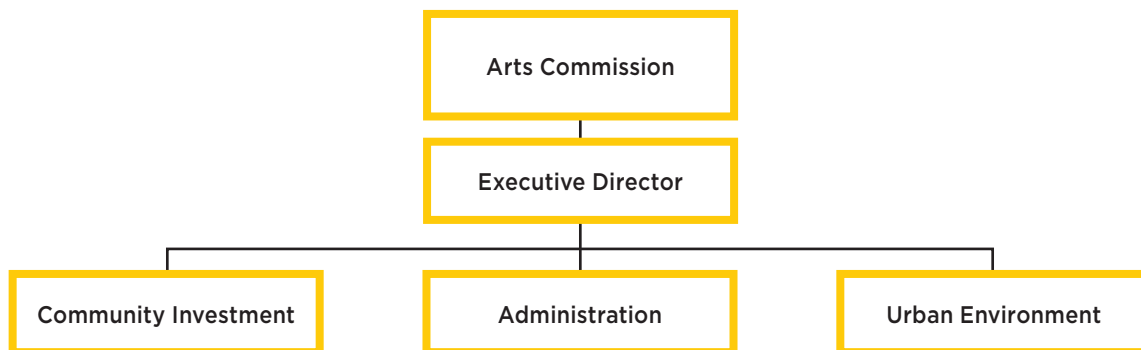 Arts Commission
Executive Director
Community Investment
Administration
Urban Environment